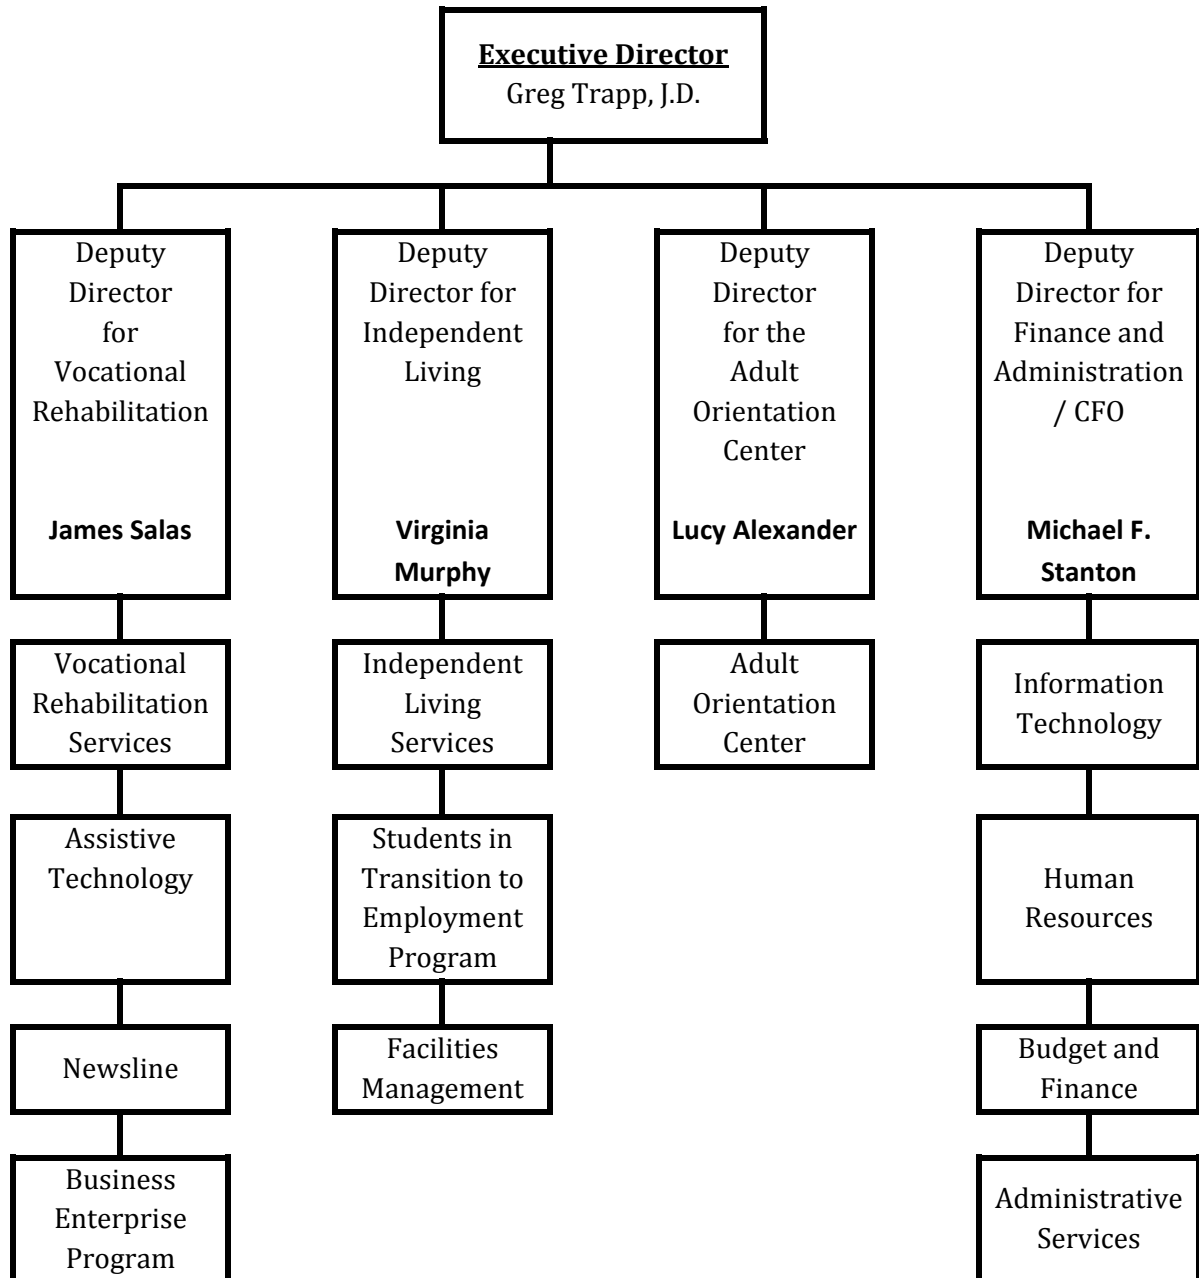 Executive Director
Greg Trapp, J.D.
Deputy
Director
for
Vocational
Rehabilitation
James Salas
Deputy
Director for
Independent
Living
Virginia
Murphy
Deputy
Director
for the
Adult
Orientation
Center
Lucy Alexander
Deputy
Director for
Finance and
Administration
/ CFO
Michael F.
Stanton
Vocational
Rehabilitation
Services
Independent
Living
Services
Adult
Orientation
Center
Information
Technology
Assistive
Technology
Students in
Transition to
Employment
Program
Human
Resources
Newsline
Facilities
Management
Budget and
Finance
Business
Enterprise
Program
Administrative
Services